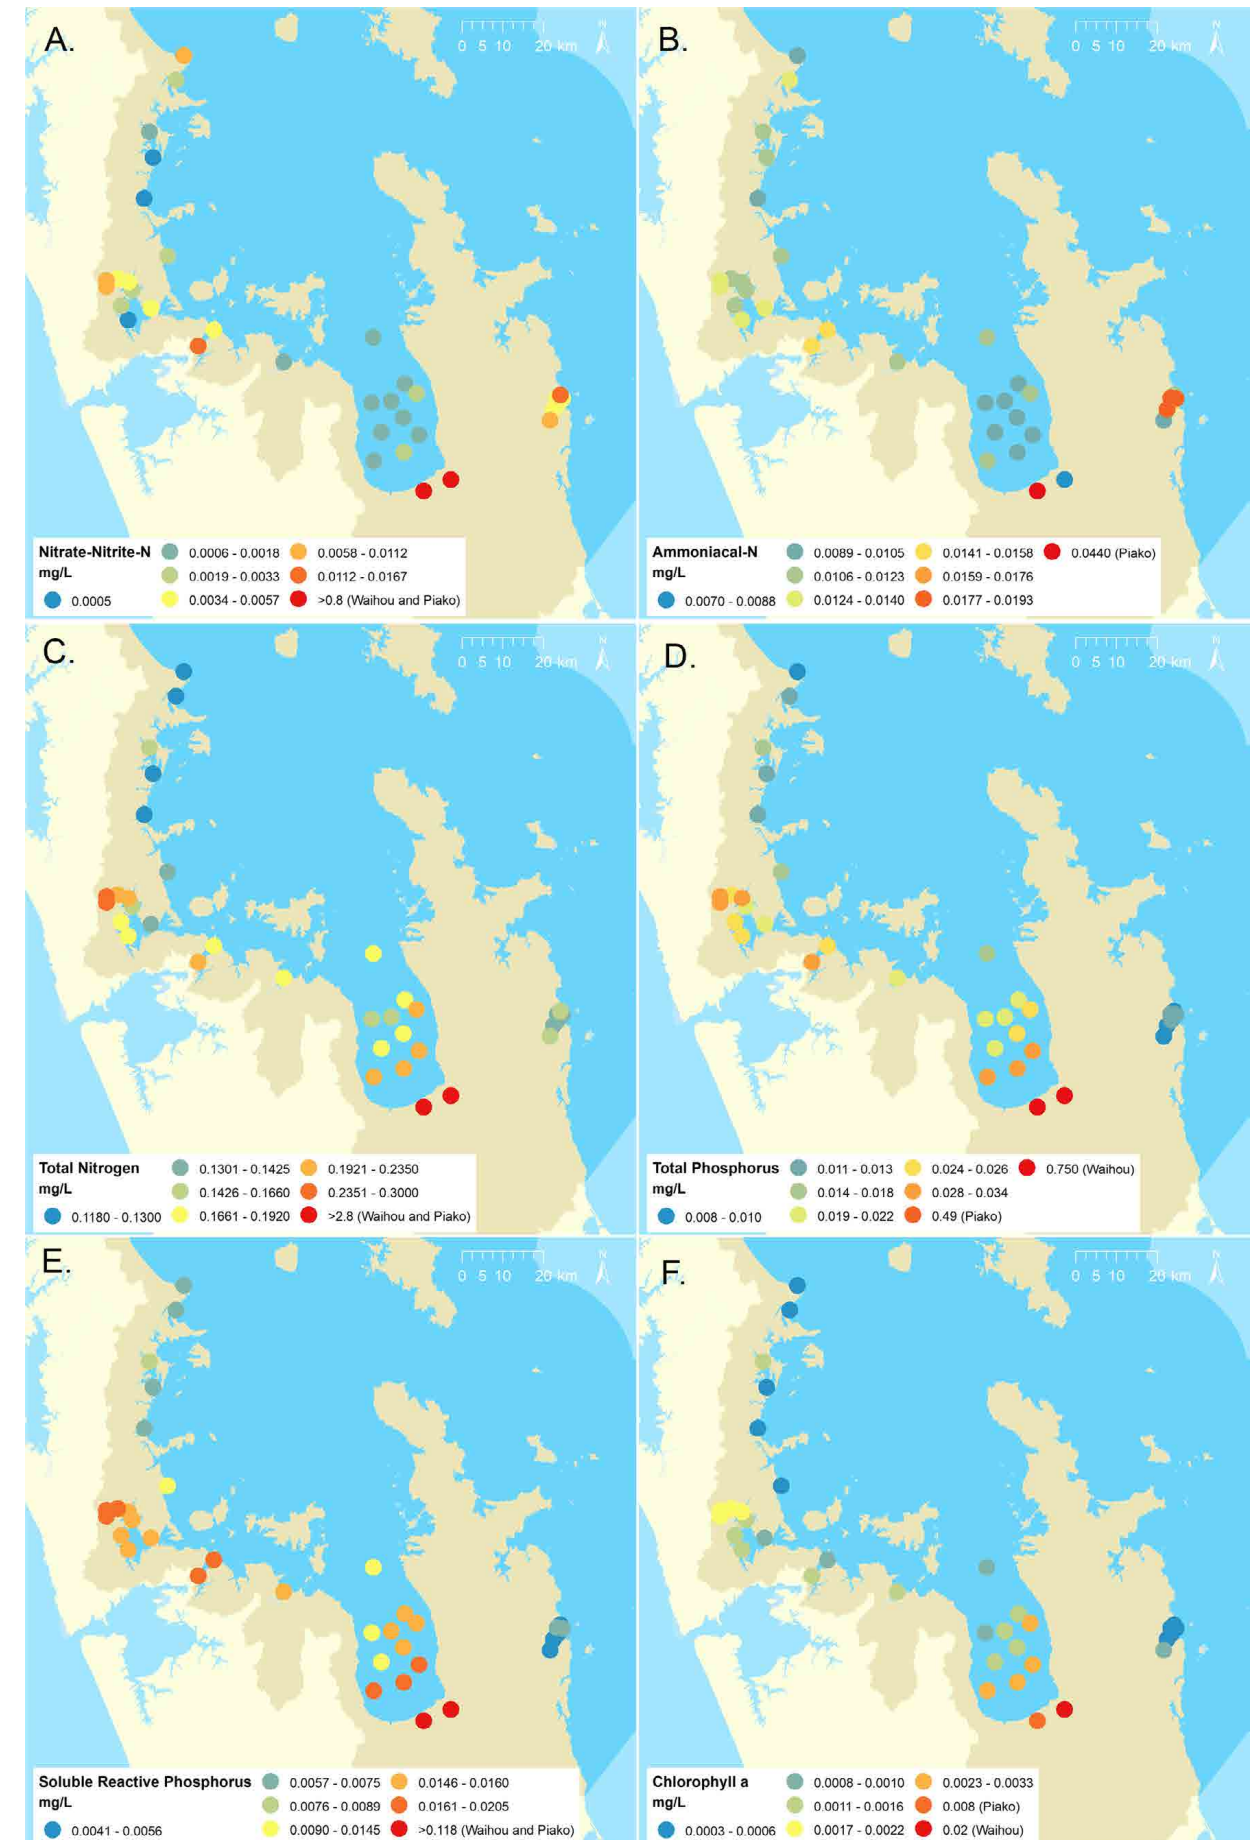 A.
N
0 5 10 20 km
Nitrate-Nitrite-N
mg/L
0.0005
0.0006 - 0.0018
0.0019 - 0.0033
0.0034 - 0.0057
0.0058 - 0.0112
0.0112 - 0.0167
>0.8 (Waihou and Piako)
B.
N
0 5 10 20 km
Ammoniacal-N
mg/L
0.0070 - 0.0088
0.0089 - 0.0105
0.0106 - 0.0123
0.0124 - 0.0140
0.0141 - 0.0158
0.0159 - 0.0176
0.0177 - 0.0193
0.0440 (Piako)
C.
N
0 5 10 20 km
Total Nitrogen
mg/L
0.1180 - 0.1300
0.1301 - 0.1425
0.1426 - 0.1660
0.1661 - 0.1920
0.1921 - 0.2350
0.2351 - 0.3000
>2.8 (Waihou and Piako)
D.
N
0 5 10 20 km
Total Phosphorus
mg/L
0.008 - 0.010
0.011 - 0.013
0.014 - 0.018
0.019 - 0.022
0.024 - 0.026
0.028 - 0.034
0.49 (Piako)
0.750 (Waihou)
E.
N
0 5 10 20 km
Soluble Reactive Phosphorus
mg/L
0.0041 - 0.0056
0.0057 - 0.0075
0.0076 - 0.0089
0.0090 - 0.0145
0.0146 - 0.0160
0.0161 - 0.0205
>0.118 (Waihou and Piako)
F.
N
0 5 10 20 km
Chlorophyll a
mg/L
0.0003 - 0.0006
0.0008 - 0.0010
0.0011 - 0.0016
0.0017 - 0.0022
0.0023 - 0.0033
0.008 (Piako)
0.02 (Waihou)